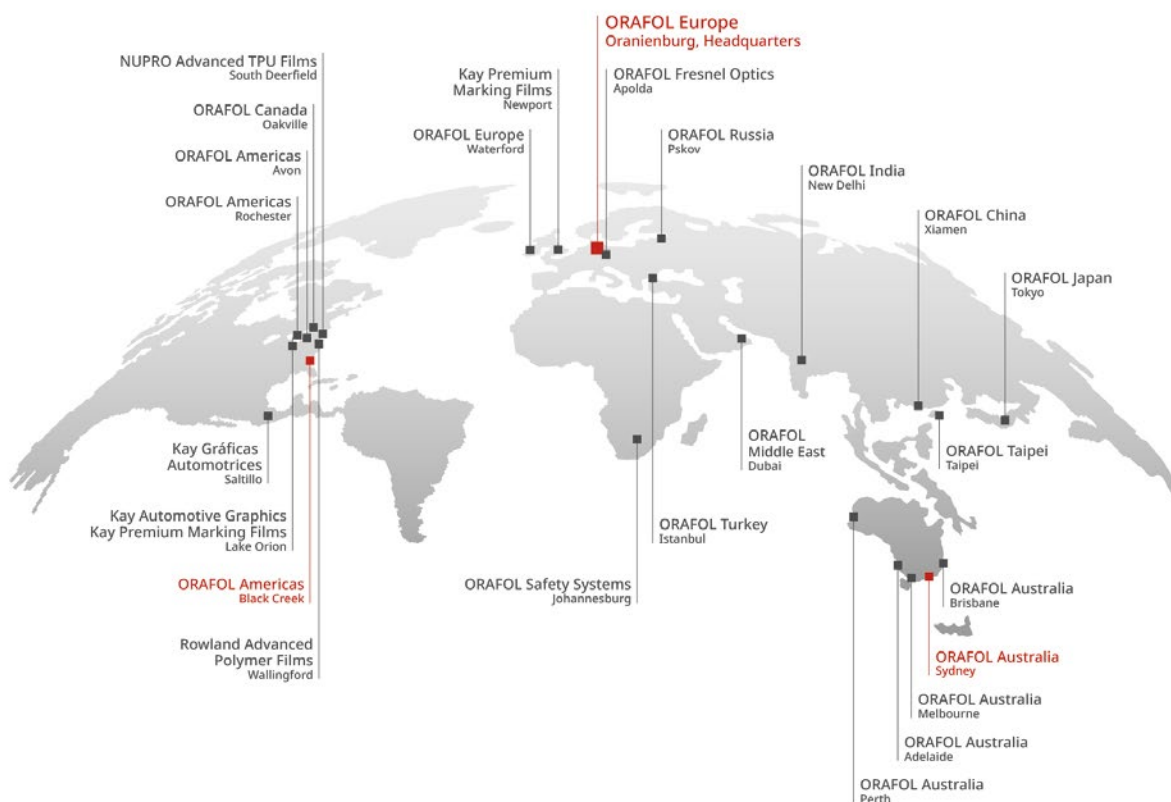 ORAFOL Europe
Oranienburg, Headquarters
NUPRO Advanced TPU Films
South Deerfield
Kay Premium
Marking Films
Newport
ORAFOL Fresnel Optics
Apolda
ORAFOL Canada
Oakville
ORAFOL Europe
Waterford
ORAFOL Russia
Pskov
ORAFOL Americas
Avon
ORAFOL India
New Delhi
ORAFOL Americas
Rochester
ORAFOL China
Xiamen
ORAFOL Japan
Tokyo
Kay Gráficas
Automotrices
Saltillo
ORAFOL
Middle East
Dubai
ORAFOL Taipei
Taipei
Kay Automotive Graphics
Kay Premium Marking Films
Lake Orion
ORAFOL Turkey
Istanbul
ORAFOL Americas
Black Creek
ORAFOL Safety Systems
Johannesburg
ORAFOL Australia
Brisbane
Rowland Advanced
Polymer Films
Wallingford
ORAFOL Australia
Sydney
ORAFOL Australia
Melbourne
ORAFOL Australia
Adelaide
ORAFOL Australia
Perth